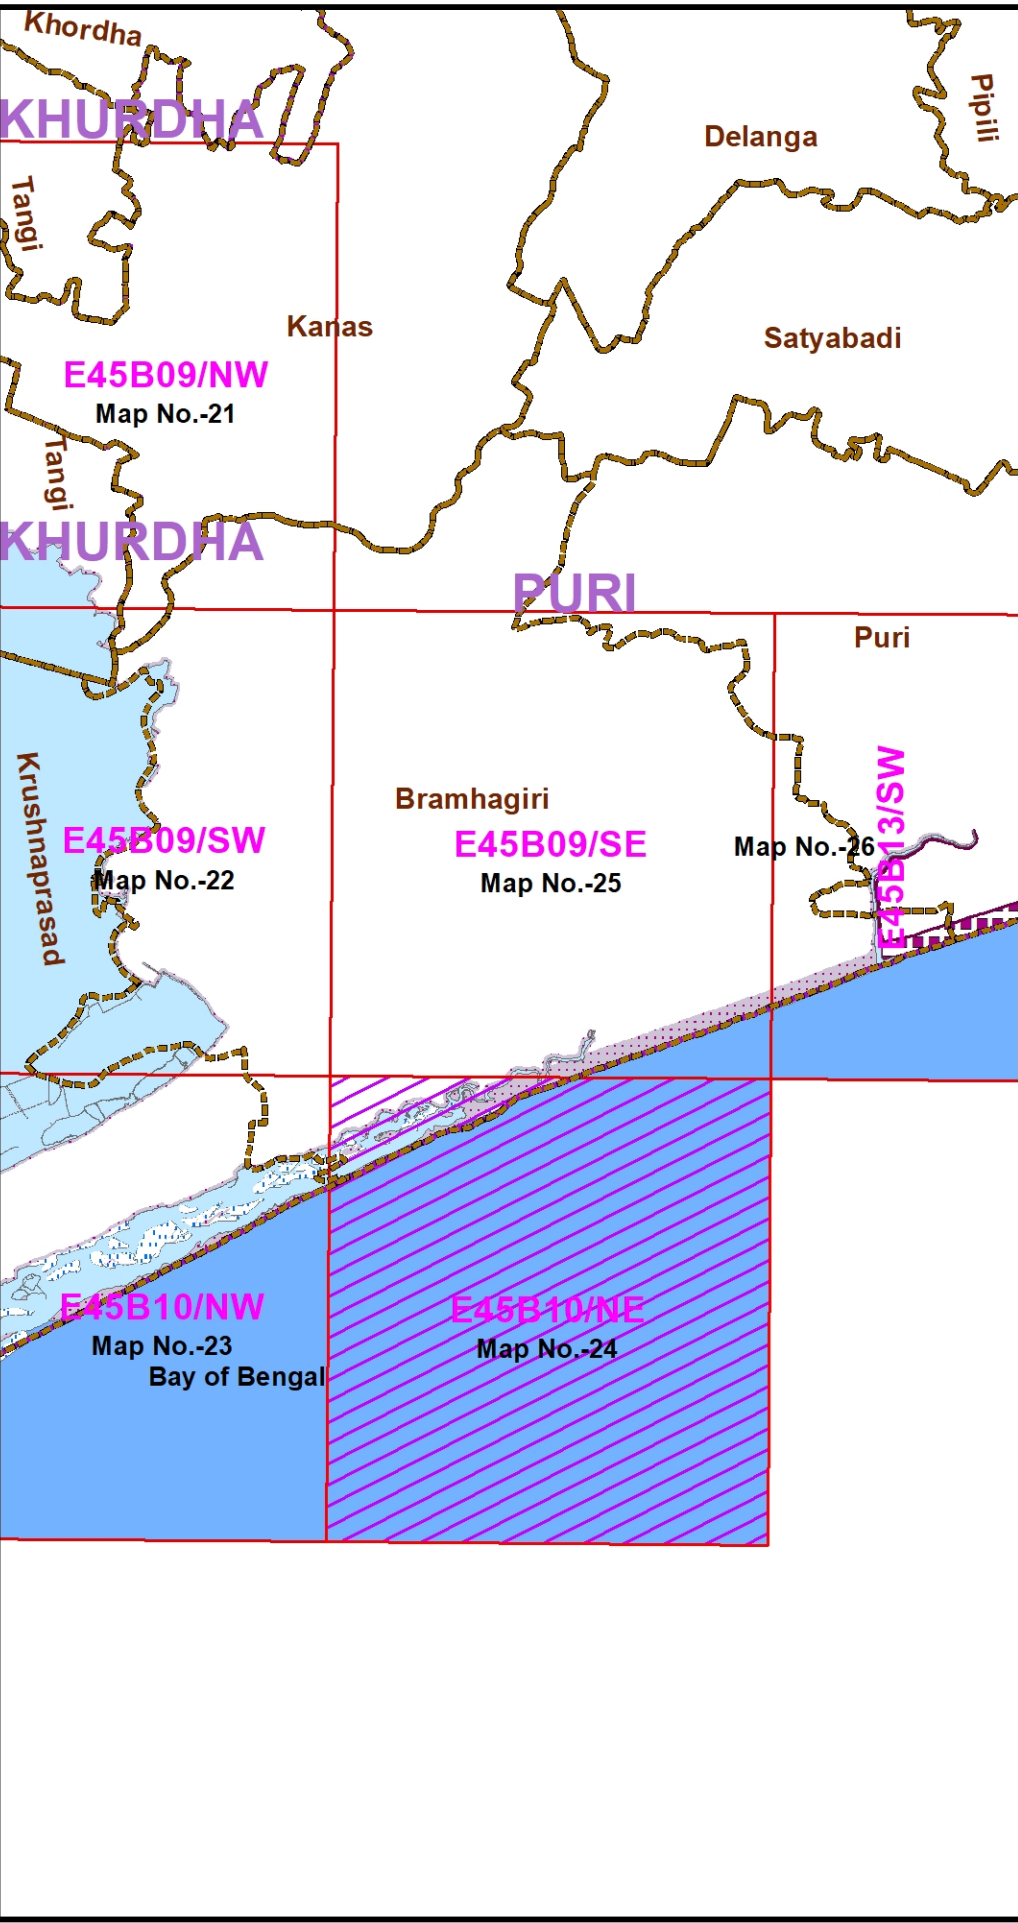 Khordha
KHURDHA
Pipili
Delanga
Tangi
Kanas
Satyabadi
E45B09/NW
Map No.-21
Tangi
KHURDHA
PURI
Puri
Krushnaprasad
Bramhagiri
E45B09/SW
Map No.-22
E45B09/SE
Map No.-25
Map No.-26
E45B13/SW
E45B10/NW
Map No.-23
Bay of Bengal
E45B10/NE
Map No.-24